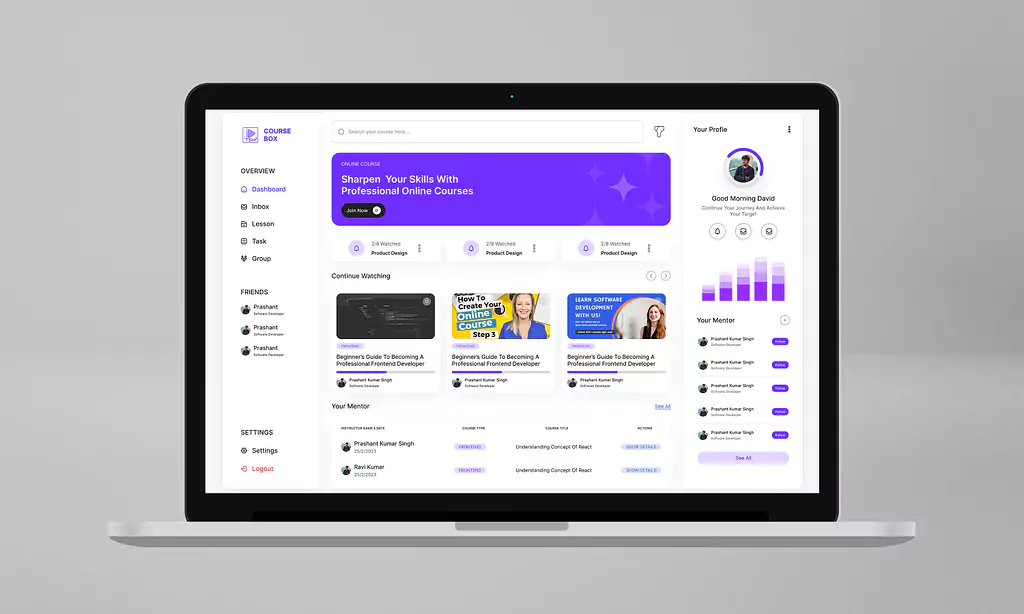 COURSE
BOX
OVERVIEW
Dashboard
Inbox
Lesson
Task
Group
FRIENDS
Prashant
Software Developer
Prashant
Software Developer
Prashant
Software Developer
SETTINGS
Settings
Logout
Search your course here...
ONLINE COURSE
Sharpen Your Skills With
Professional Online Courses
Join Now
2/8 Watched
Product Design
2/8 Watched
Product Design
2/8 Watched
Product Design
Continue Watching
FRONTEND
Beginner's Guide To Becoming A
Professional Frontend Developer
Prashant Kumar Singh
Software Developer
How To
Create Your
Online
Course
Step 3
FRONTEND
Beginner's Guide To Becoming A
Professional Frontend Developer
Prashant Kumar Singh
Software Developer
LEARN SOFTWARE
DEVELOPMENT
WITH US!
FRONTEND
Beginner's Guide To Becoming A
Professional Frontend Developer
Prashant Kumar Singh
Software Developer
Your Mentor
See All
INSTRUCTOR NAME & DATE COURSE TYPE COURSE TITLE ACTIONS
Prashant Kumar Singh
25/2/2023
FRONTEND
Understanding Concept Of React
SHOW DETAILS
Ravi Kumar
25/2/2023
FRONTEND
Understanding Concept Of React
SHOW DETAILS
Your Profie
Good Morning David
Continue Your Journey And Achieve
Your Target
Your Mentor
Prashant Kumar Singh
Software Developer
Follow
Prashant Kumar Singh
Software Developer
Follow
Prashant Kumar Singh
Software Developer
Follow
Prashant Kumar Singh
Software Developer
Follow
Prashant Kumar Singh
Software Developer
Follow
See All